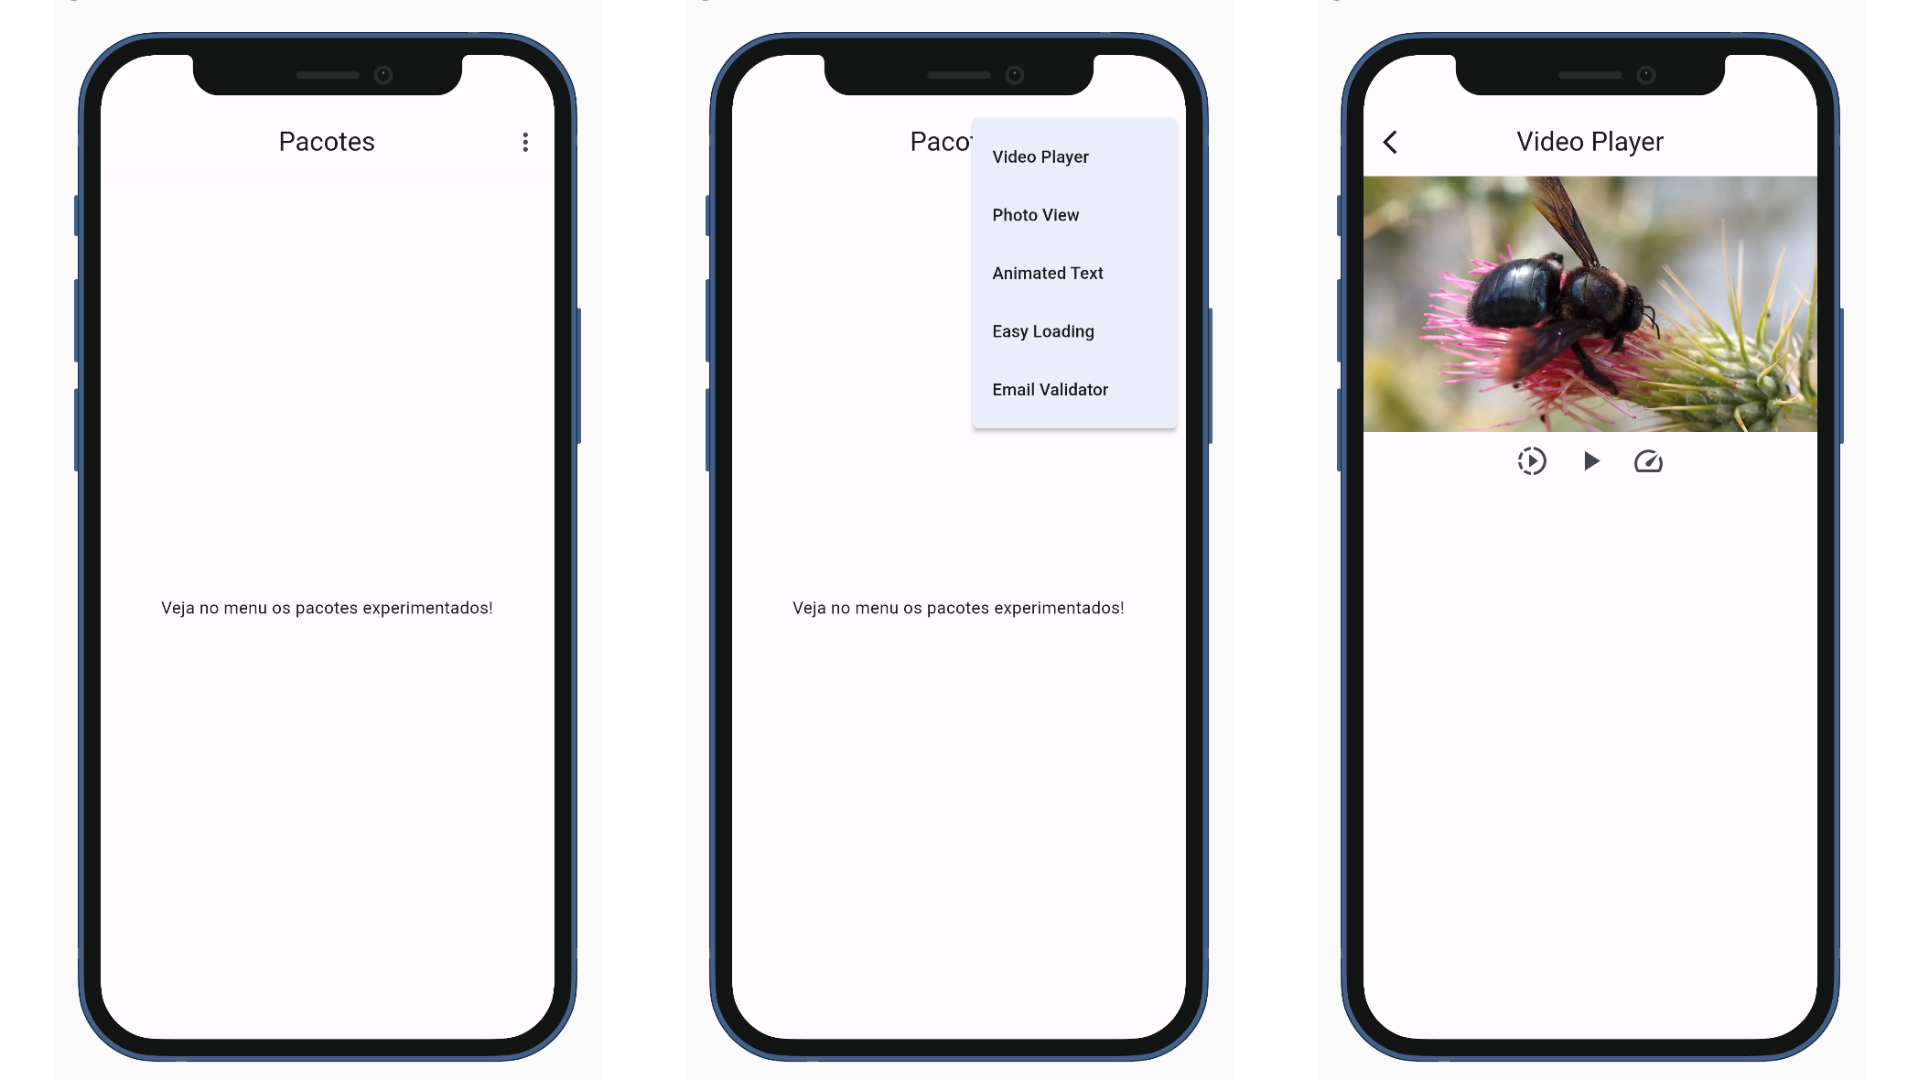 Pacotes
Veja no menu os pacotes experimentados!
Paco
Video Player
Photo View
Animated Text
Easy Loading
Email Validator
Veja no menu os pacotes experimentados!
Video Player